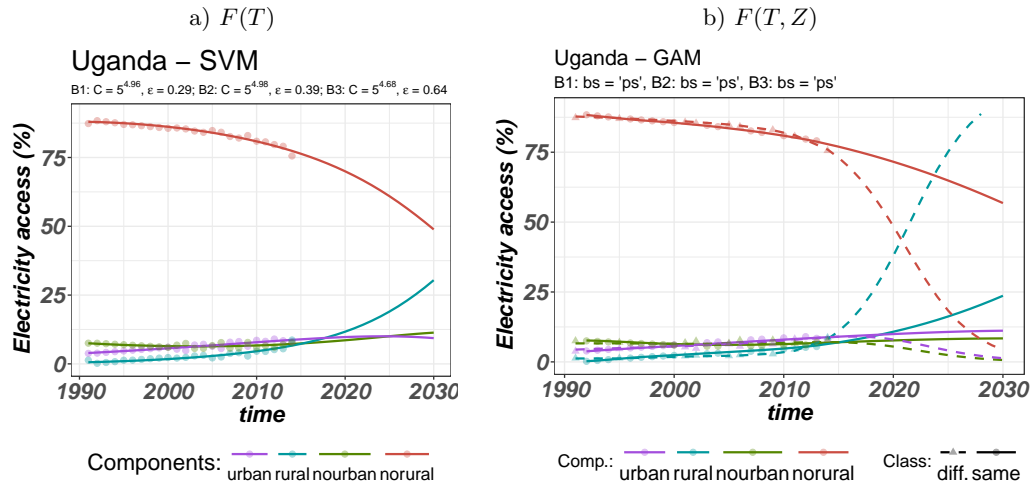 a) F(T)
Uganda – SVM
B1: C = 5^4.96, ε = 0.29; B2: C = 5^4.98, ε = 0.39; B3: C = 5^4.68, ε = 0.64
Electricity access (%)
75
50
25
0
1990 2000 2010 2020 2030
time
Components: urban rural nourban norural
b) F(T, Z)
Uganda – GAM
B1: bs = 'ps', B2: bs = 'ps', B3: bs = 'ps'
Electricity access (%)
75
50
25
0
1990 2000 2010 2020 2030
time
Comp.: urban rural nourban norural Class: diff. same